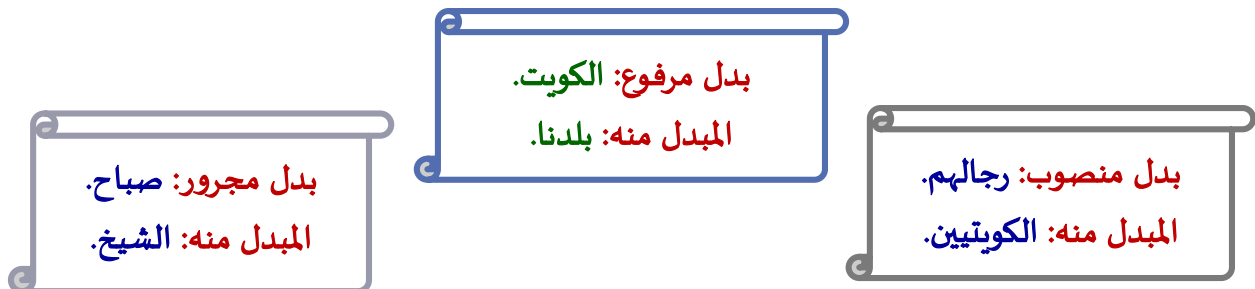 بدل مرفوع: الكويت.
المبدل منه: بلدنا.
بدل منصوب: رجالهم.
المبدل منه: الكويتيين.
بدل مجرور: صباح.
المبدل منه: الشيخ.